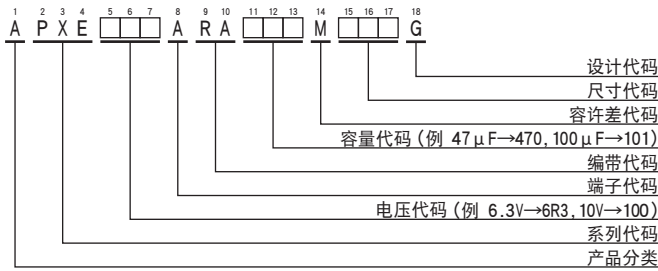 1 2 3 4 5 6 7 8 9 10 11 12 13 14 15 16 17 18
A P X E □□□ A R A □□□ M □□□ G
设计代码
尺寸代码
容许差代码
容量代码 (例 47μF→470, 100μF→101)
编带代码
端子代码
电压代码 (例 6.3V→6R3, 10V→100)
系列代码
产品分类